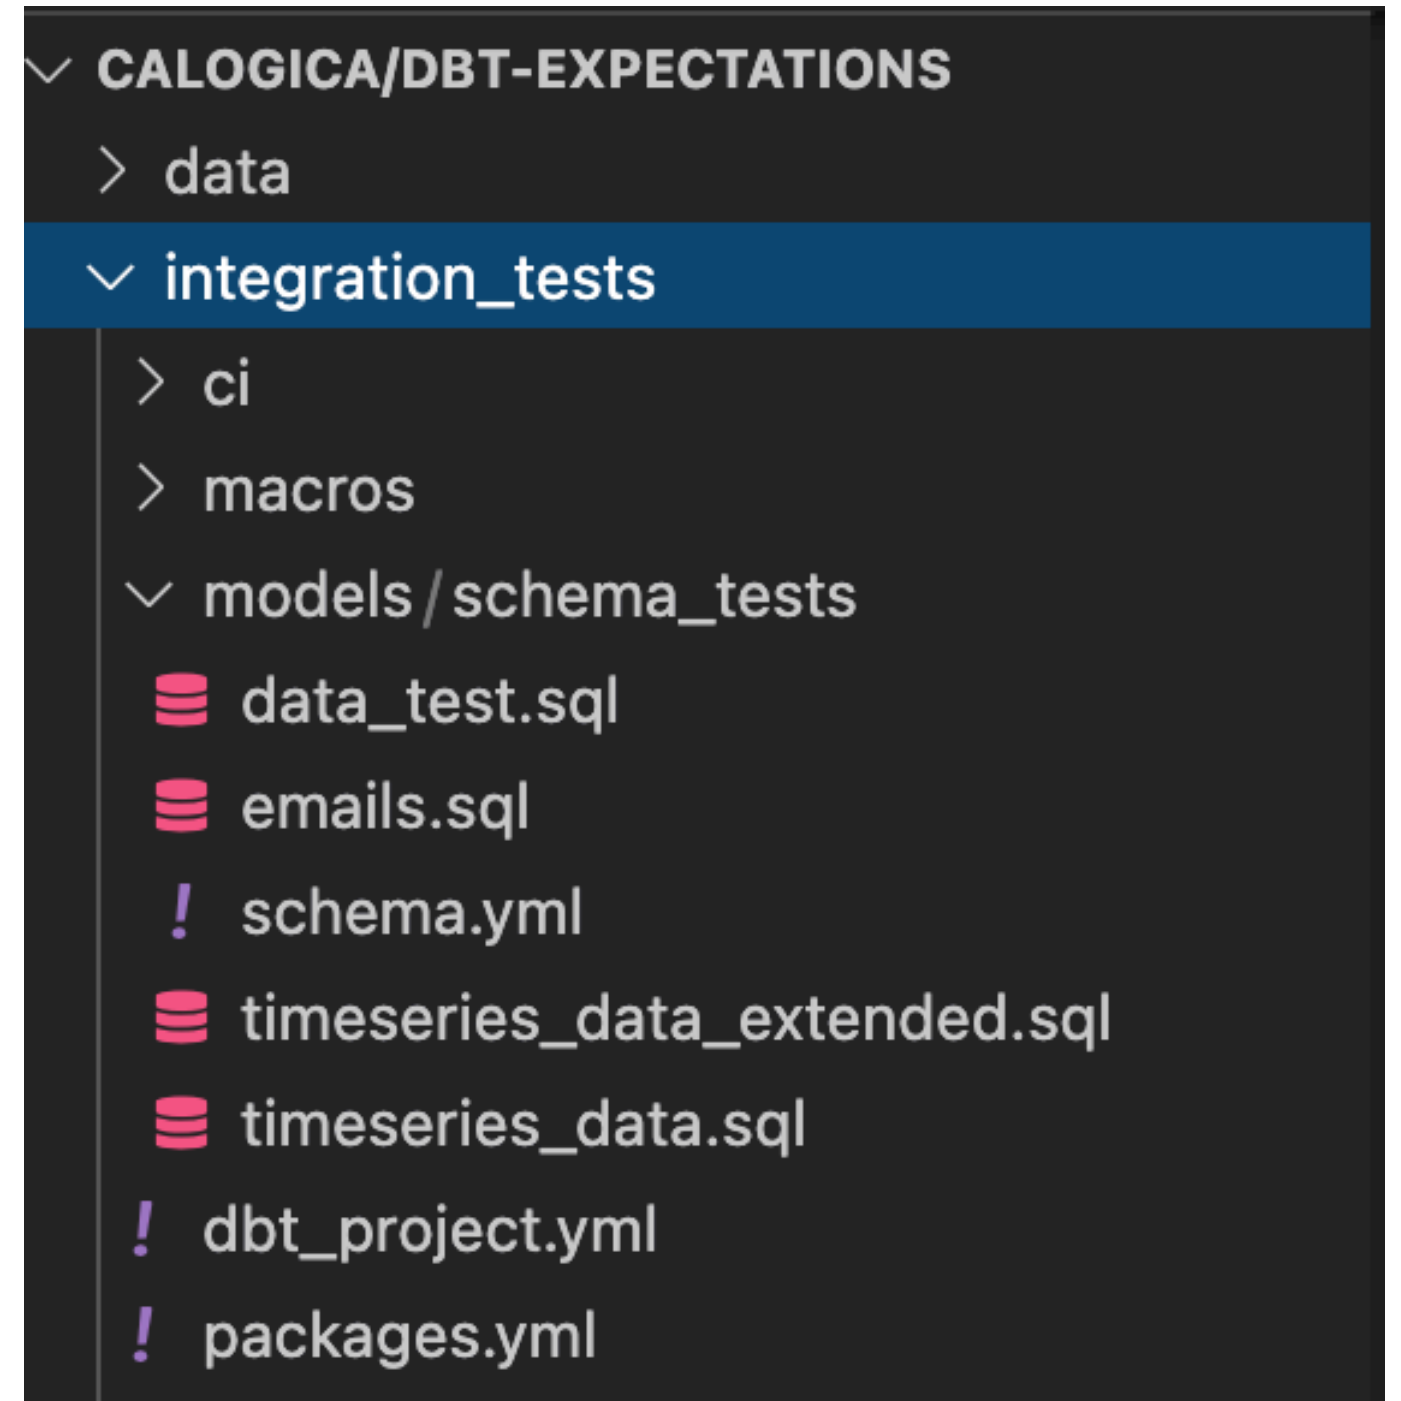 CALOGICA/DBT-EXPECTATIONS
data
integration_tests
ci
macros
models/schema_tests
data_test.sql
emails.sql
schema.yml
timeseries_data_extended.sql
timeseries_data.sql
dbt_project.yml
packages.yml